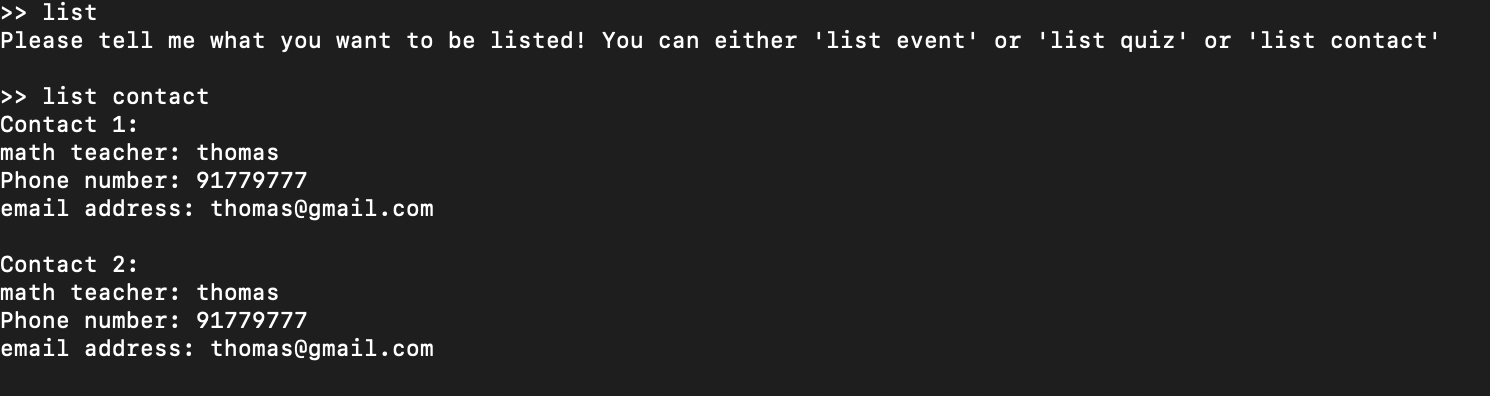 >> list
Please tell me what you want to be listed! You can either 'list event' or 'list quiz' or 'list contact'
>> list contact
Contact 1:
math teacher: thomas
Phone number: 91779777
email address: thomas@gmail.com
Contact 2:
math teacher: thomas
Phone number: 91779777
email address: thomas@gmail.com